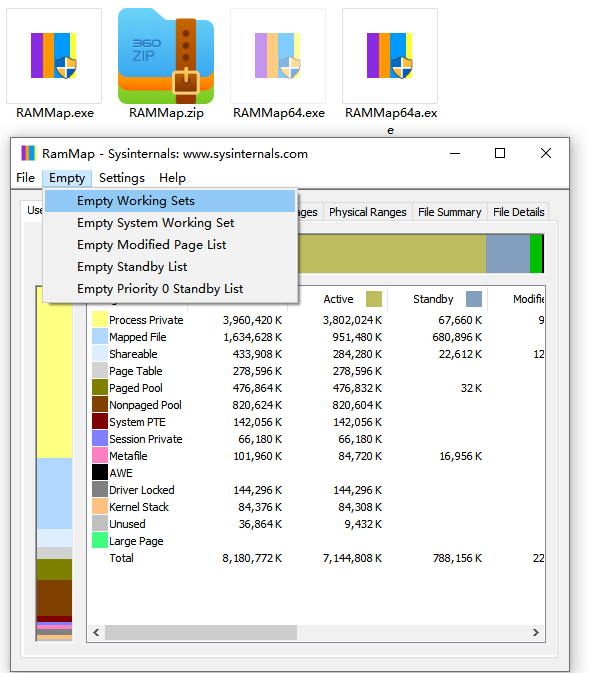 360
ZIP
RAMMap.exe
RAMMap.zip
RAMMap64.exe
RAMMap64a.ex
e
RamMap - Sysinternals: www.sysinternals.com
File Empty Settings Help
Empty Working Sets
Empty System Working Set
Empty Modified Page List
Empty Standby List
Empty Priority 0 Standby List
Use
ages Physical Ranges File Summary File Details
Active Standby Modifie
Process Private 3,960,420 K 3,802,024 K 67,660 K 9
Mapped File 1,634,628 K 951,480 K 680,896 K
Shareable 433,908 K 284,280 K 22,612 K 12
Page Table 278,596 K 278,596 K
Paged Pool 476,864 K 476,832 K 32 K
Nonpaged Pool 820,624 K 820,604 K
System PTE 142,056 K 142,056 K
Session Private 66,180 K 66,180 K
Metafile 101,960 K 84,720 K 16,956 K
AWE
Driver Locked 144,296 K 144,296 K
Kernel Stack 84,376 K 84,308 K
Unused 36,864 K 9,432 K
Large Page
Total 8,180,772 K 7,144,808 K 788,156 K 22